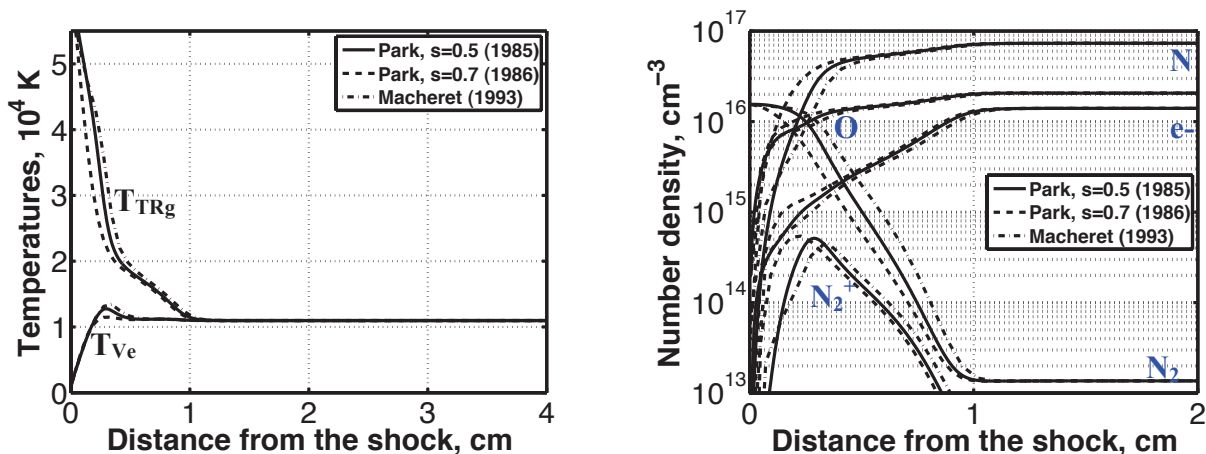 5
4
3
2
1
0
0 1 2 3 4
Temperatures, 10⁴ K
Distance from the shock, cm
Park, s=0.5 (1985)
Park, s=0.7 (1986)
Macheret (1993)
T_TRg
T_Ve
10¹⁷
10¹⁶
10¹⁵
10¹⁴
10¹³
0 1 2
Number density, cm⁻³
Distance from the shock, cm
N
O
e-
Park, s=0.5 (1985)
Park, s=0.7 (1986)
Macheret (1993)
N₂⁺
N₂